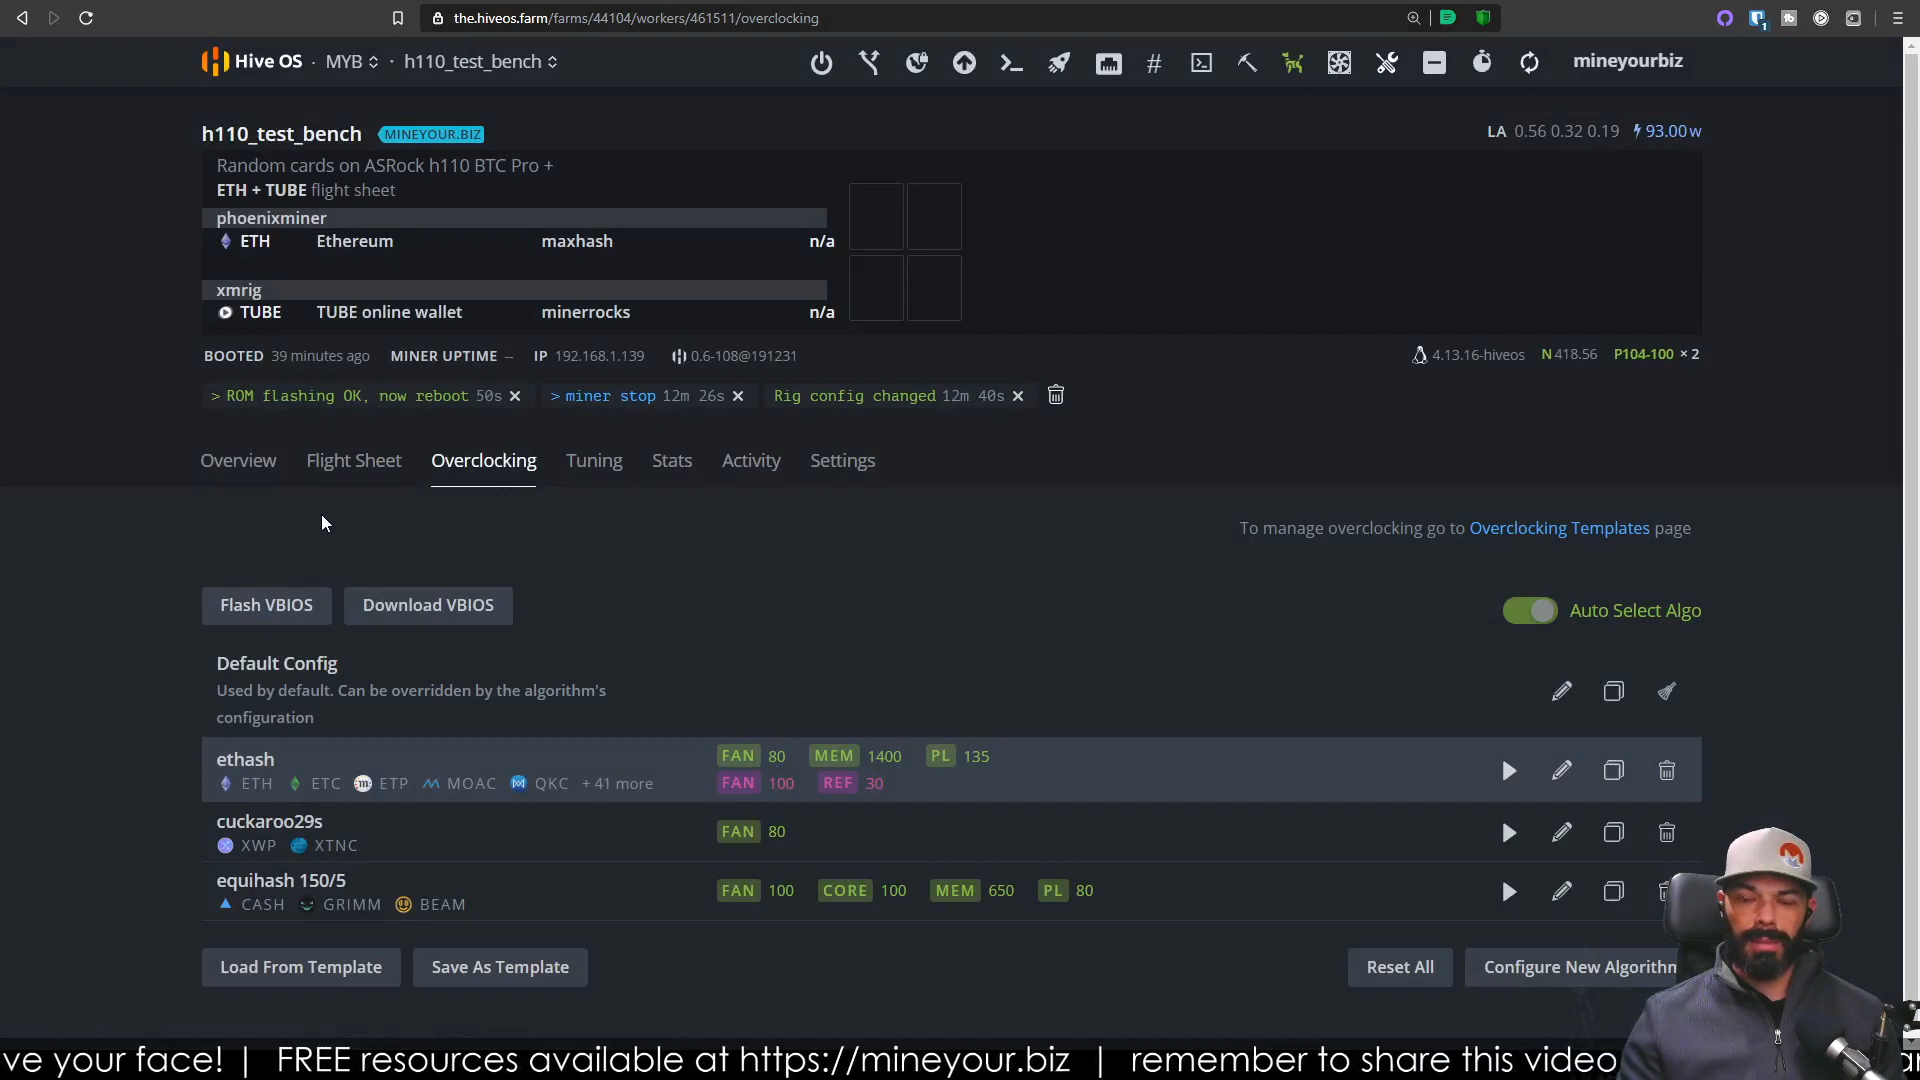 the.hiveos.farm/farms/44104/workers/461511/overclocking
Hive OS · MYB · h110_test_bench
mineyourbiz
h110_test_bench MINEYOUR.BIZ
LA 0.56 0.32 0.19 93.00 w
Random cards on ASRock h110 BTC Pro +
ETH + TUBE flight sheet
phoenixminer
ETH Ethereum maxhash n/a
xmrig
TUBE TUBE online wallet minerrocks n/a
BOOTED 39 minutes ago MINER UPTIME -- IP 192.168.1.139 0.6-108@191231
4.13.16-hiveos N 418.56 P104-100 × 2
> ROM flashing OK, now reboot 50s × > miner stop 12m 26s × Rig config changed 12m 40s ×
Overview Flight Sheet Overclocking Tuning Stats Activity Settings
To manage overclocking go to Overclocking Templates page
Flash VBIOS Download VBIOS
Auto Select Algo
Default Config
Used by default. Can be overridden by the algorithm's
configuration
ethash
FAN 80 MEM 1400 PL 135
ETH ETC ETP MOAC QKC + 41 more
FAN 100 REF 30
cuckaroo29s
XWP XTNC
FAN 80
equihash 150/5
CASH GRIMM BEAM
FAN 100 CORE 100 MEM 650 PL 80
Load From Template Save As Template
Reset All Configure New Algorithm
ve your face! | FREE resources available at https://mineyour.biz | remember to share this video